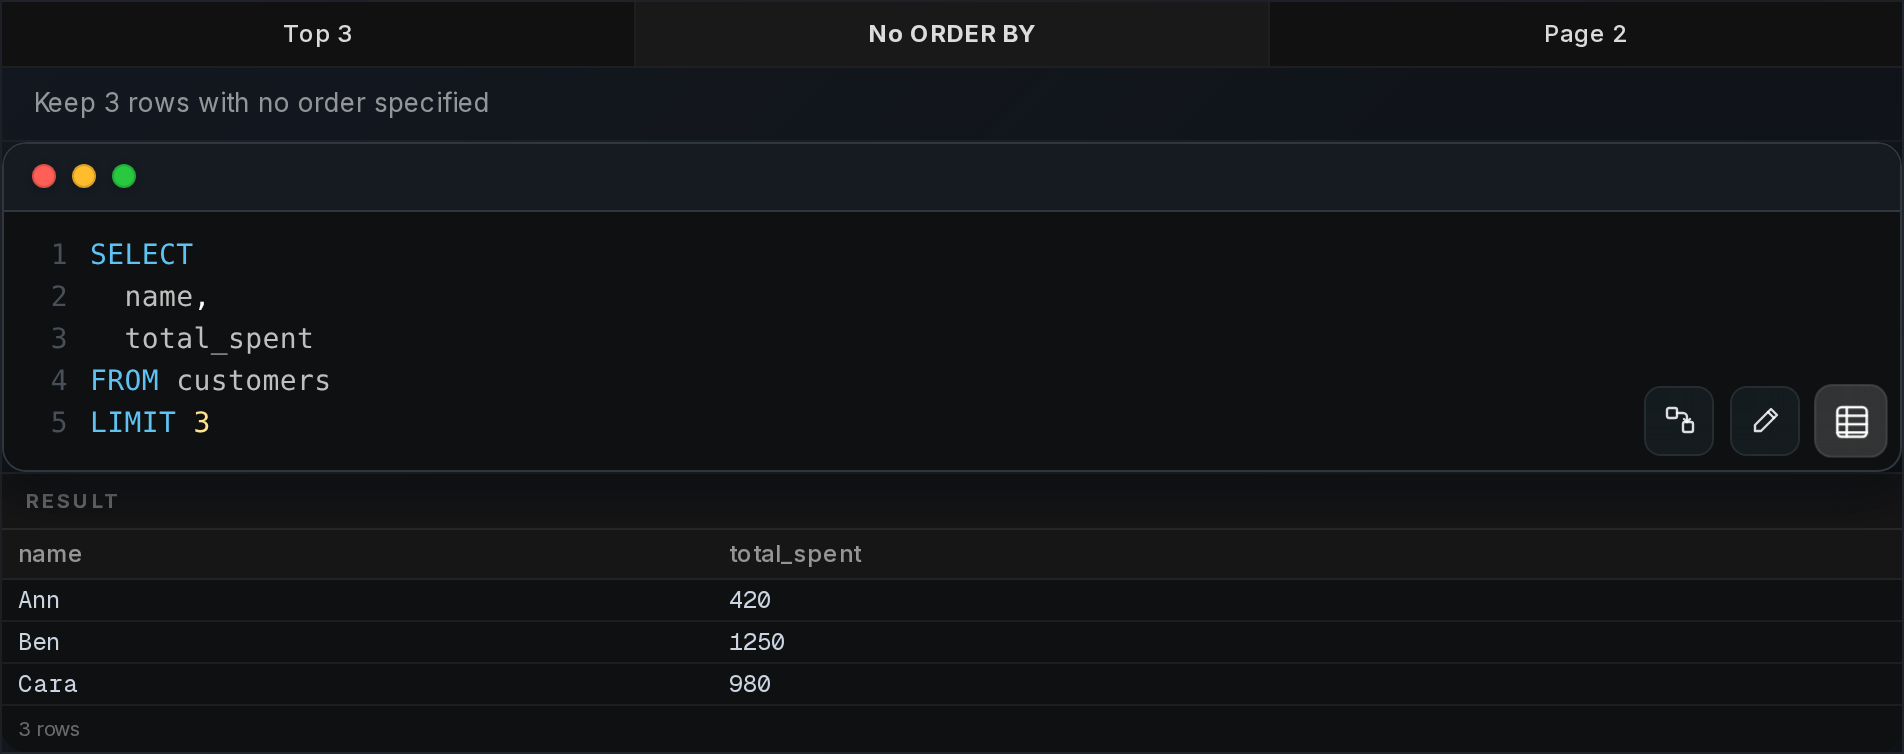 Top 3
No ORDER BY
Page 2
Keep 3 rows with no order specified
1 SELECT
2   name,
3   total_spent
4 FROM customers
5 LIMIT 3
RESULT
name total_spent
Ann 420
Ben 1250
Cara 980
3 rows